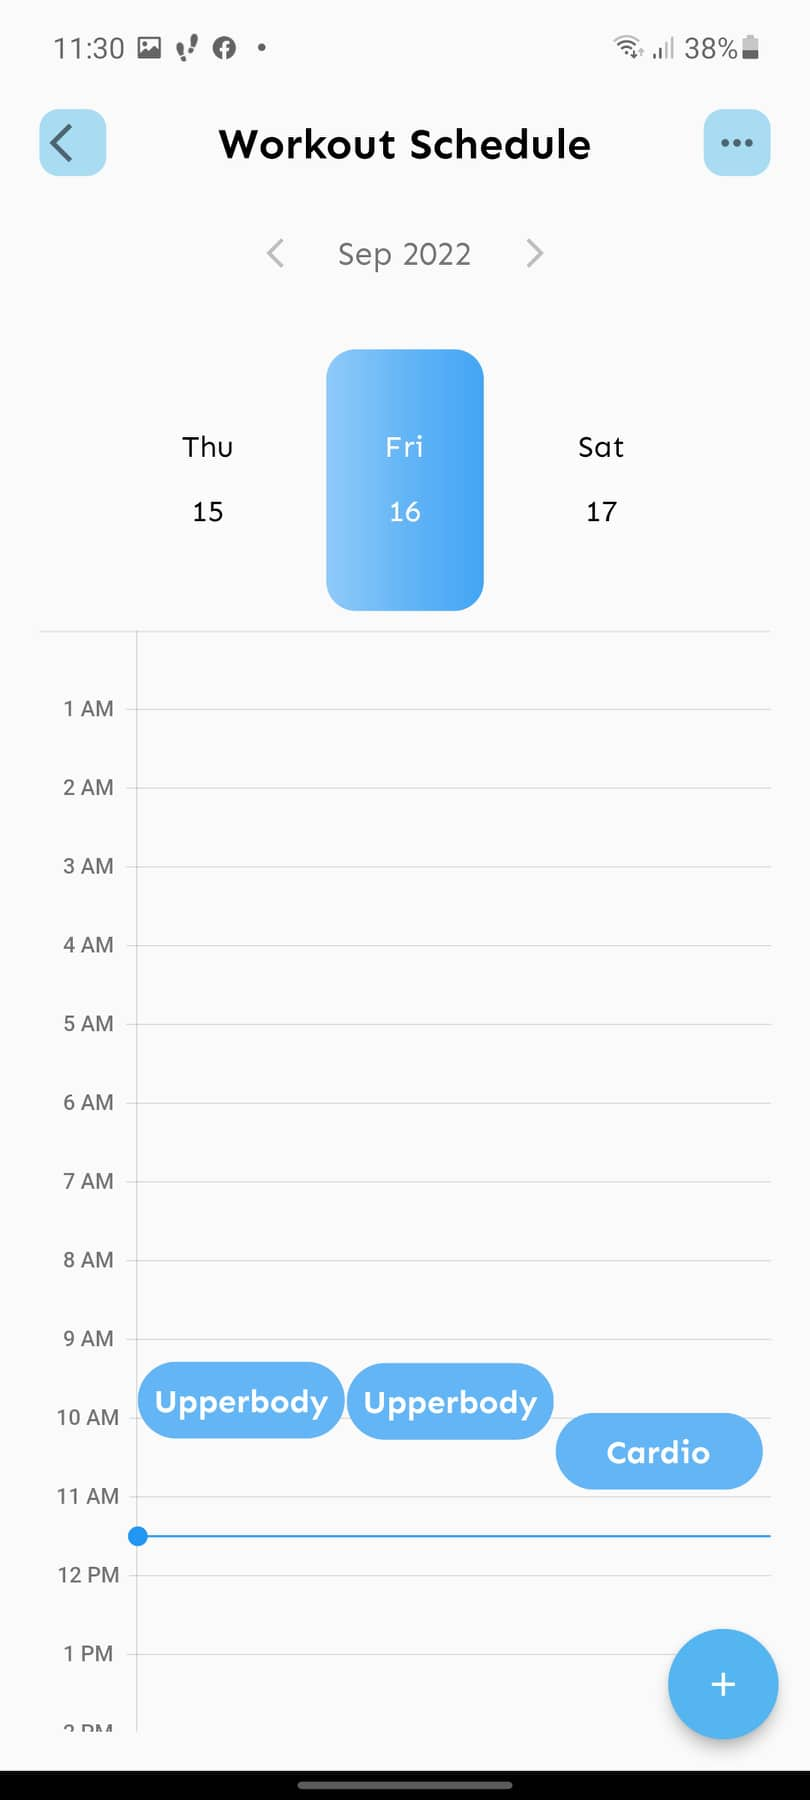 11:30 38%
Workout Schedule
Sep 2022
Thu Fri Sat
15 16 17
1 AM
2 AM
3 AM
4 AM
5 AM
6 AM
7 AM
8 AM
9 AM
Upperbody Upperbody
10 AM
Cardio
11 AM
12 PM
1 PM
+
2 PM